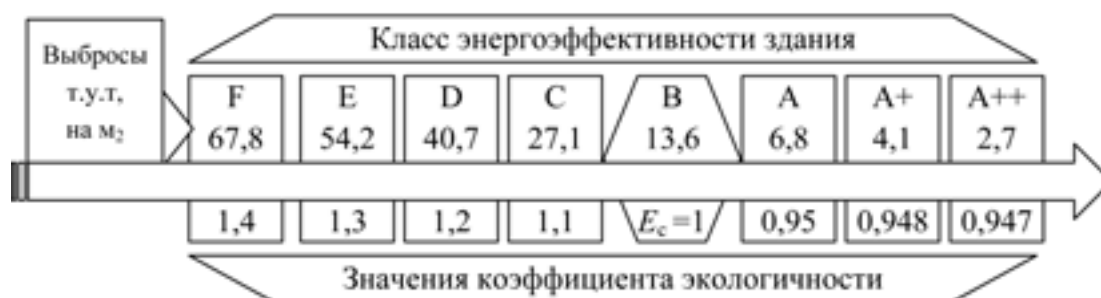 Класс энергоэффективности здания
Выбросы
т.у.т,
на м₂
F E D C B A A+ A++
67,8 54,2 40,7 27,1 13,6 6,8 4,1 2,7
1,4 1,3 1,2 1,1 Eс=1 0,95 0,948 0,947
Значения коэффициента экологичности